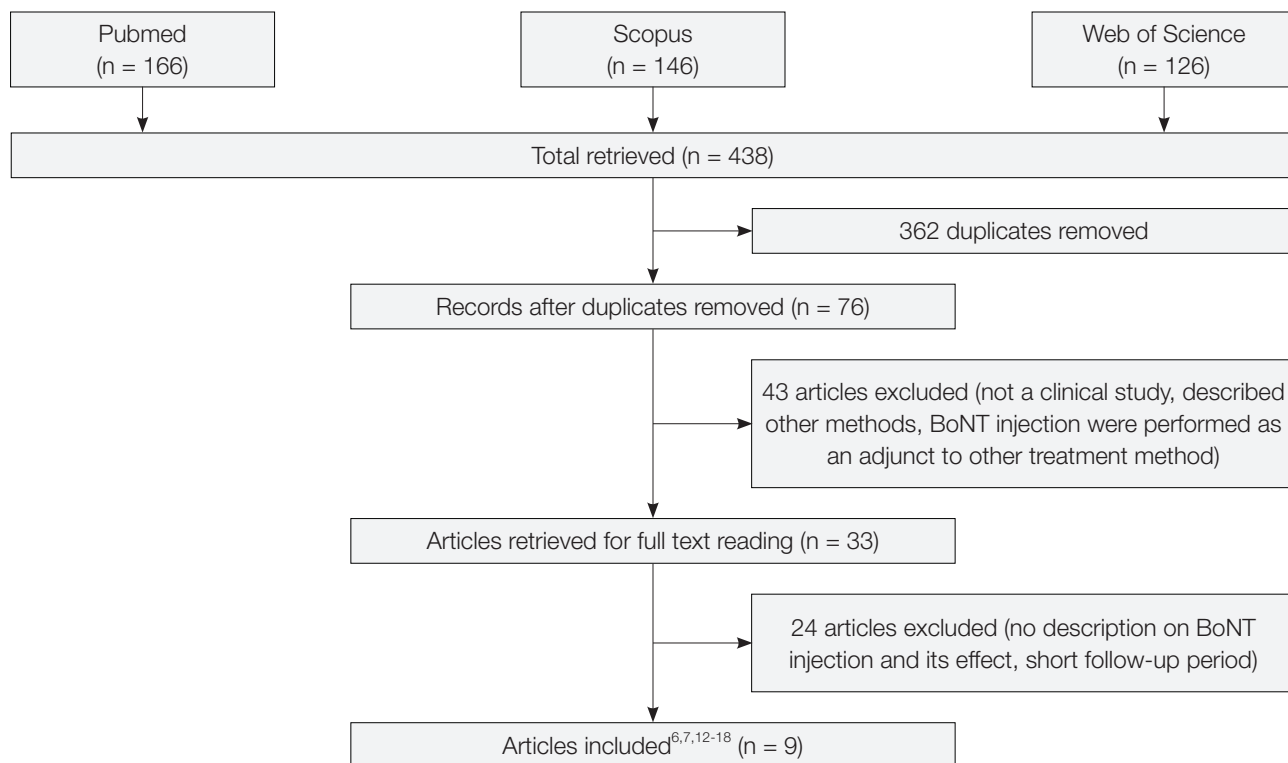 Pubmed
(n = 166)
Scopus
(n = 146)
Web of Science
(n = 126)
Total retrieved (n = 438)
362 duplicates removed
Records after duplicates removed (n = 76)
43 articles excluded (not a clinical study, described
other methods, BoNT injection were performed as
an adjunct to other treatment method)
Articles retrieved for full text reading (n = 33)
24 articles excluded (no description on BoNT
injection and its effect, short follow-up period)
Articles included6,7,12-18 (n = 9)